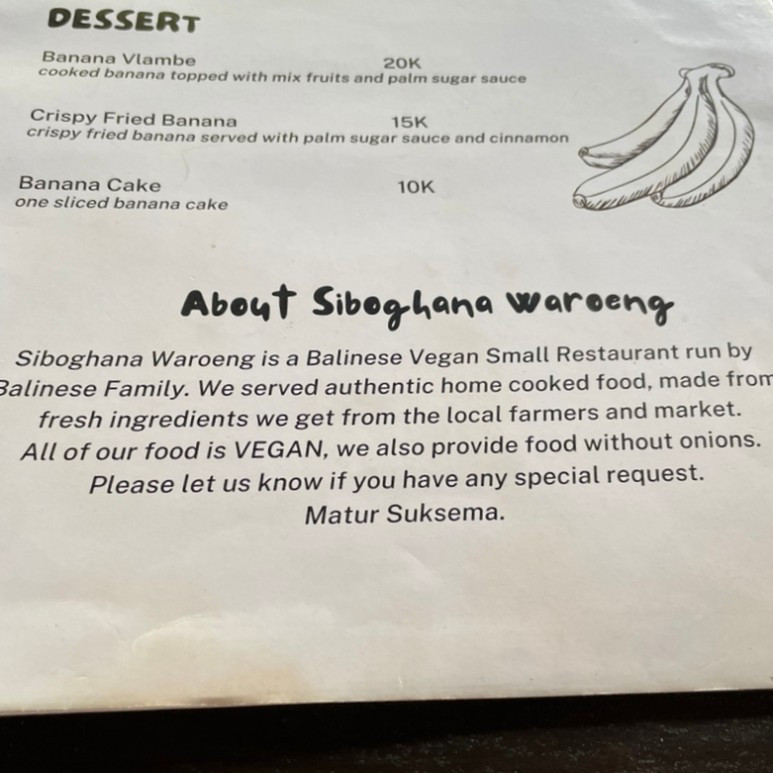 DESSERT
Banana Vlambe 20K
cooked banana topped with mix fruits and palm sugar sauce
Crispy Fried Banana 15K
crispy fried banana served with palm sugar sauce and cinnamon
Banana Cake 10K
one sliced banana cake
About Siboghana Waroeng
Siboghana Waroeng is a Balinese Vegan Small Restaurant run by
Balinese Family. We served authentic home cooked food, made from
fresh ingredients we get from the local farmers and market.
All of our food is VEGAN, we also provide food without onions.
Please let us know if you have any special request.
Matur Suksema.